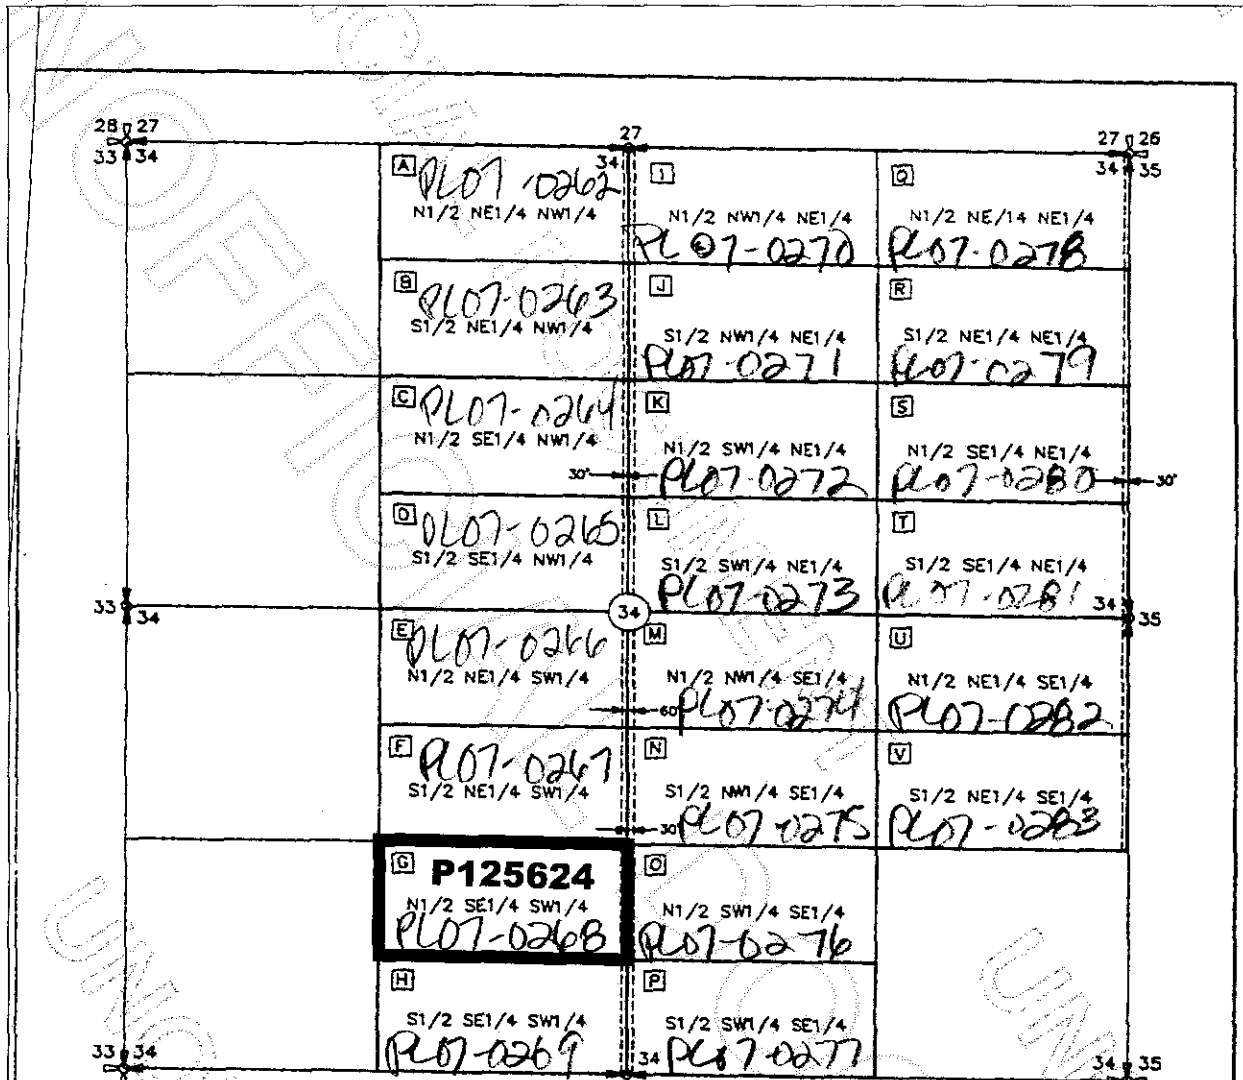 28 27
27
27 26
33 34
34
34 35
A PL07-0262
N1/2 NE1/4 NW1/4
I
N1/2 NW1/4 NE1/4
PL07-0270
Q
N1/2 NE/14 NE1/4
PL07-0278
B PL07-0263
S1/2 NE1/4 NW1/4
J
S1/2 NW1/4 NE1/4
PL07-0271
R
S1/2 NE1/4 NE1/4
PL07-0279
C PL07-0264
N1/2 SE1/4 NW1/4
30'
K
N1/2 SW1/4 NE1/4
PL07-0272
S
N1/2 SE1/4 NE1/4
PL07-0280
30'
D PL07-0265
S1/2 SE1/4 NW1/4
L
S1/2 SW1/4 NE1/4
PL07-0273
T
S1/2 SE1/4 NE1/4
PL07-0281
33 34
34
34 35
E PL07-0266
N1/2 NE1/4 SW1/4
M
N1/2 NW1/4 SE1/4
60' PL07-0274
U
N1/2 NE1/4 SE1/4
PL07-0282
F PL07-0267
S1/2 NE1/4 SW1/4
N
S1/2 NW1/4 SE1/4
30' PL07-0275
V
S1/2 NE1/4 SE1/4
PL07-0283
G P125624
N1/2 SE1/4 SW1/4
PL07-0268
O
N1/2 SW1/4 SE1/4
PL07-0276
H
S1/2 SE1/4 SW1/4
PL07-0269
P
S1/2 SW1/4 SE1/4
PL07-0277
33 34
34
34 35